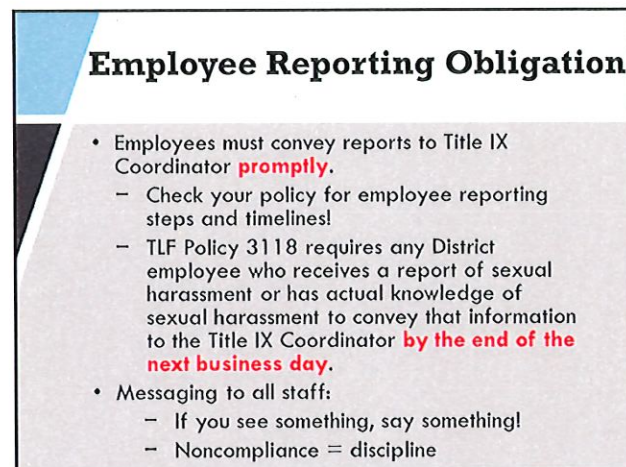 Employee Reporting Obligation
• Employees must convey reports to Title IX
Coordinator promptly.
– Check your policy for employee reporting
steps and timelines!
– TLF Policy 3118 requires any District
employee who receives a report of sexual
harassment or has actual knowledge of
sexual harassment to convey that information
to the Title IX Coordinator by the end of the
next business day.
• Messaging to all staff:
– If you see something, say something!
– Noncompliance = discipline